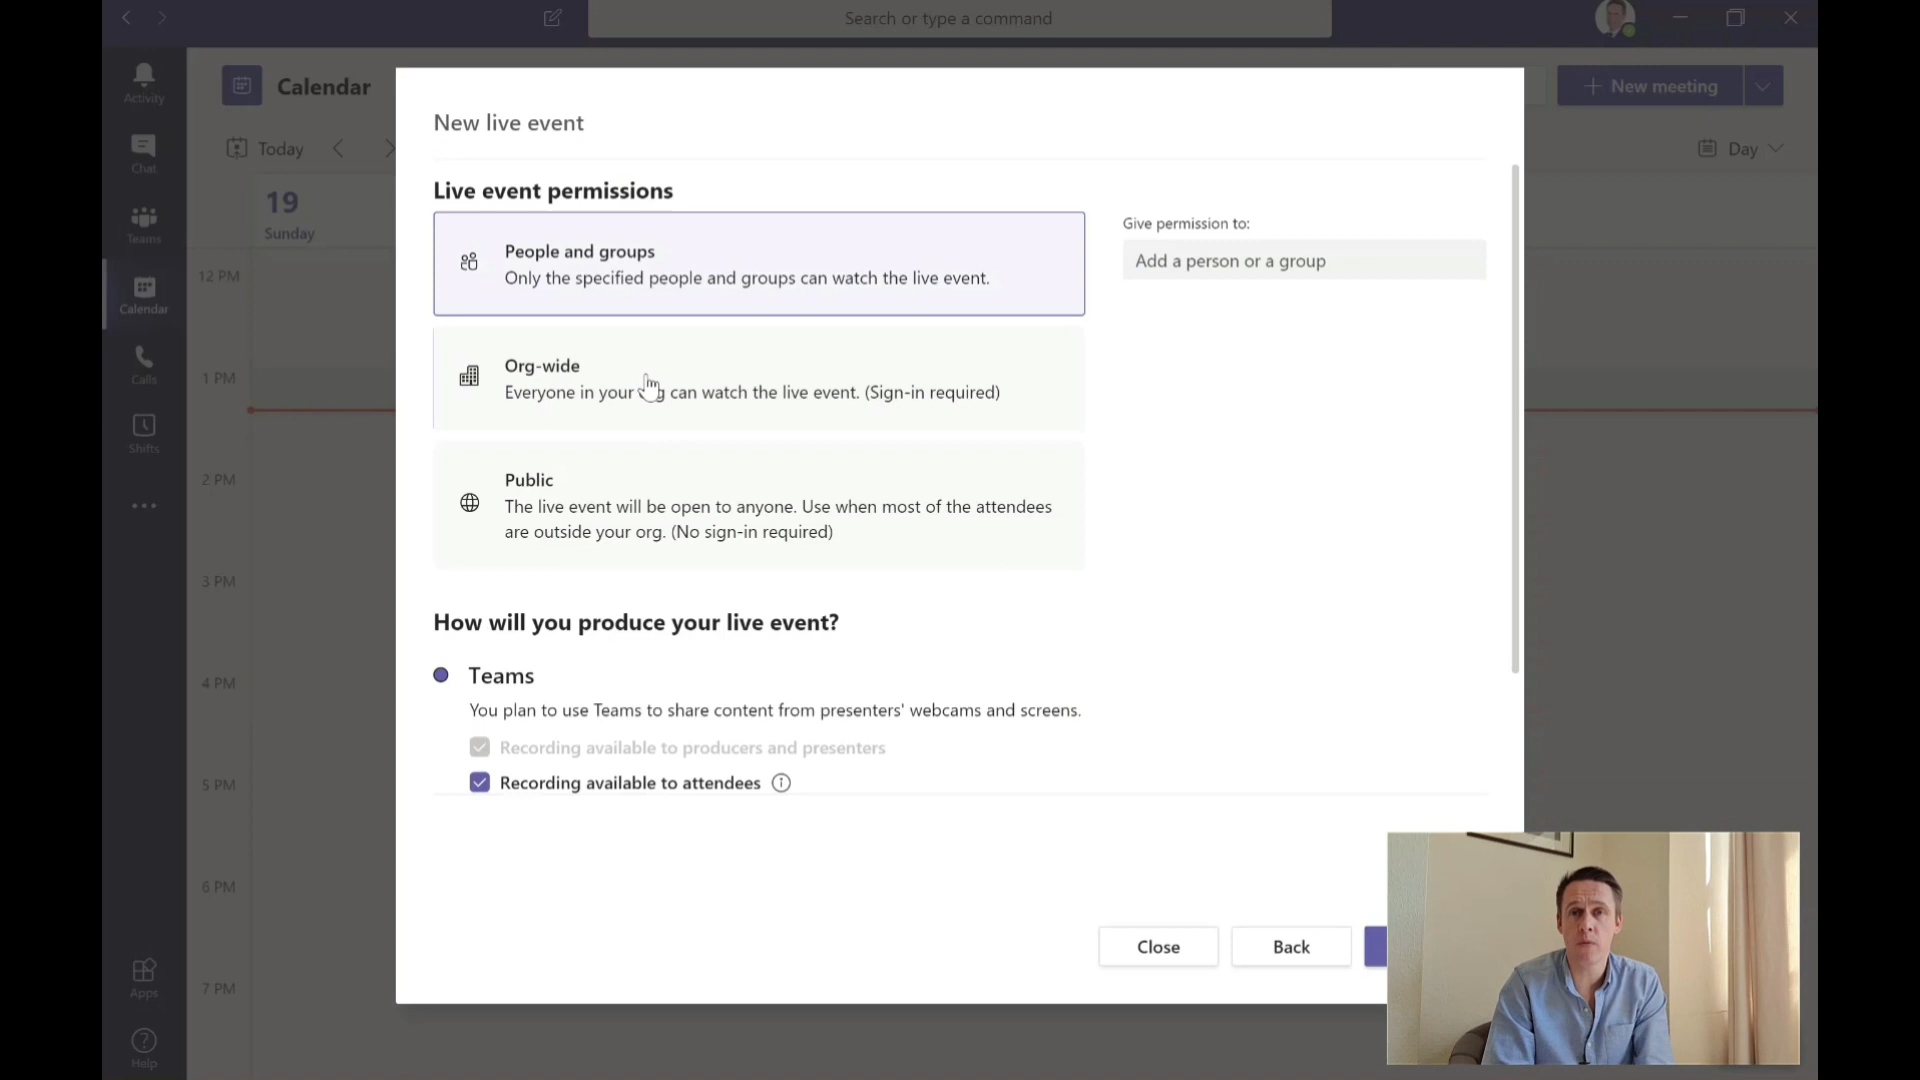 Search or type a command
Activity
Chat
Teams
Calendar
Calls
Shifts
Apps
Help
Calendar
New meeting
Today
Day
19
Sunday
12 PM
1 PM
2 PM
3 PM
4 PM
5 PM
6 PM
7 PM
New live event
Live event permissions
People and groups
Only the specified people and groups can watch the live event.
Give permission to:
Add a person or a group
Org-wide
Everyone in your can watch the live event. (Sign-in required)
Public
The live event will be open to anyone. Use when most of the attendees
are outside your org. (No sign-in required)
How will you produce your live event?
Teams
You plan to use Teams to share content from presenters' webcams and screens.
Recording available to producers and presenters
Recording available to attendees
Close
Back